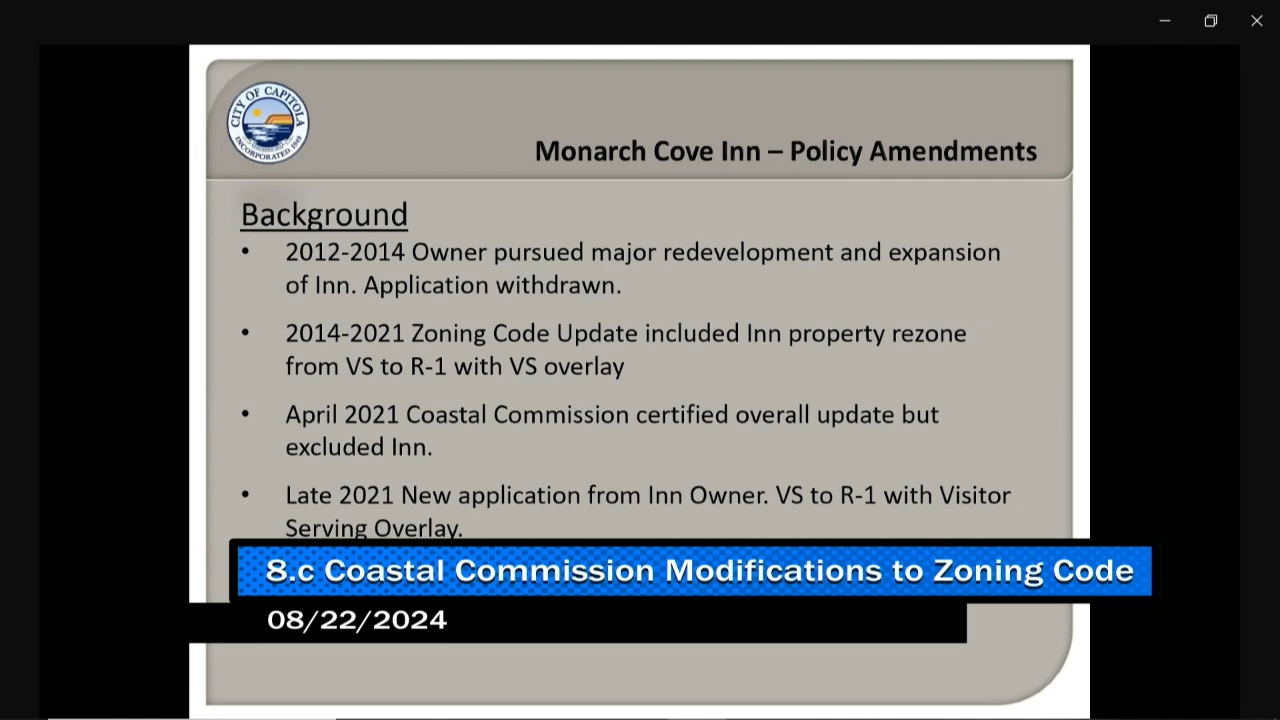 CITY OF CAPITOLA
INCORPORATED 1949
Monarch Cove Inn – Policy Amendments
Background
• 2012-2014 Owner pursued major redevelopment and expansion
of Inn. Application withdrawn.
• 2014-2021 Zoning Code Update included Inn property rezone
from VS to R-1 with VS overlay
• April 2021 Coastal Commission certified overall update but
excluded Inn.
• Late 2021 New application from Inn Owner. VS to R-1 with Visitor
Serving Overlay.
8.c Coastal Commission Modifications to Zoning Code
08/22/2024